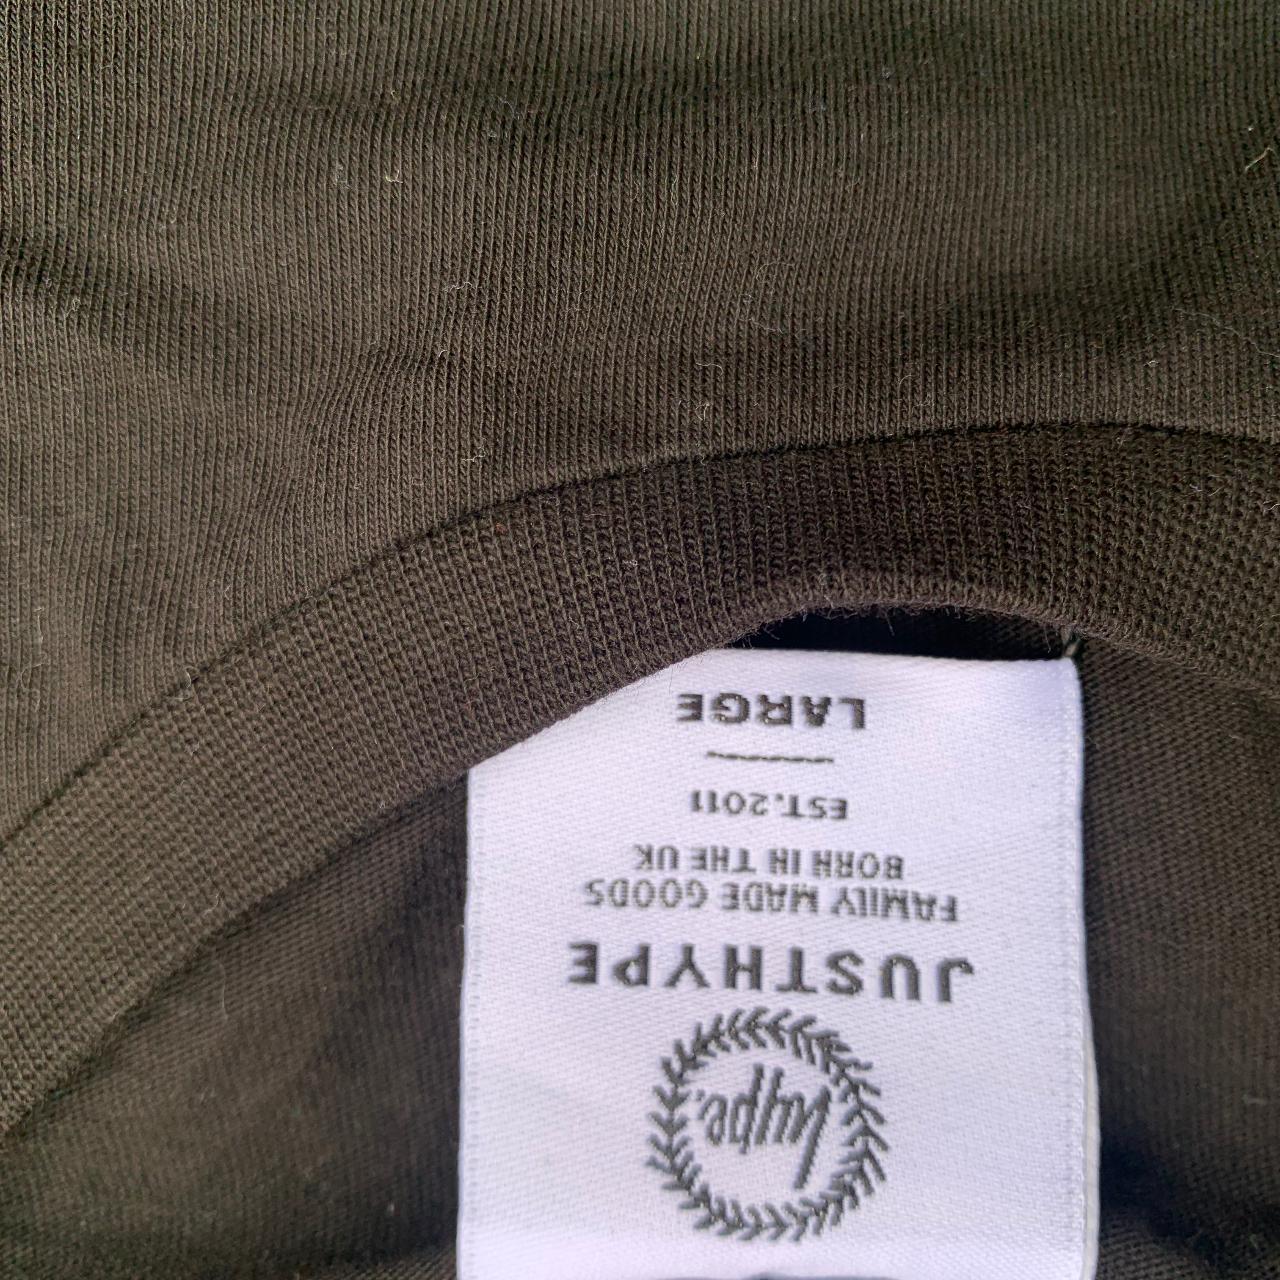 hype.
JUSTHYPE
FAMILY MADE GOODS
BORN IN THE UK
EST.2011
LARGE